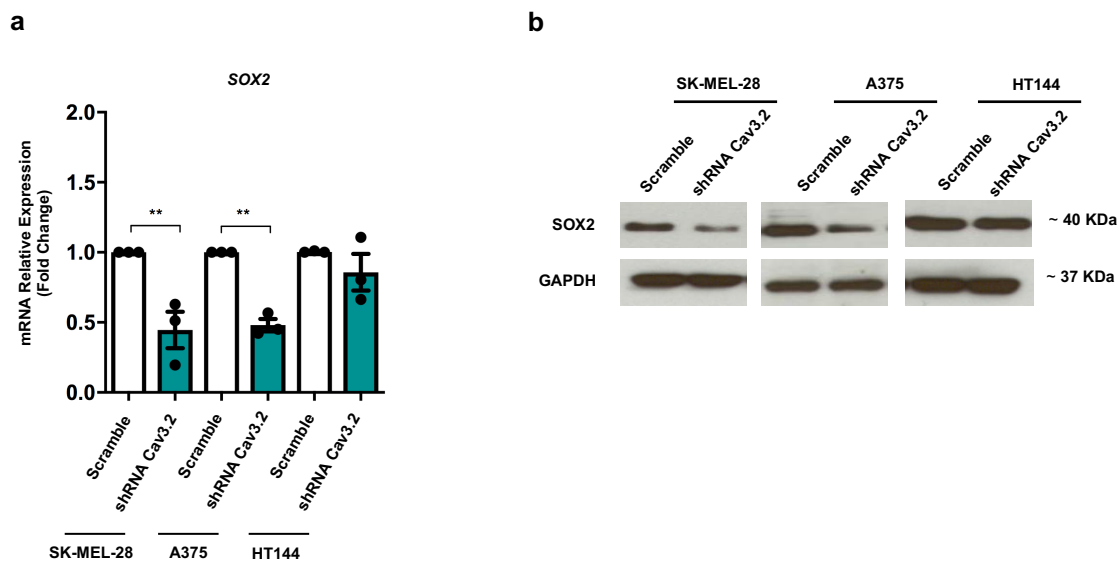 a
SOX2
mRNA Relative Expression
(Fold Change)
2.0
1.5
1.0
0.5
0.0
**
**
Scramble
shRNA Cav3.2
Scramble
shRNA Cav3.2
Scramble
shRNA Cav3.2
SK-MEL-28
A375
HT144
b
SK-MEL-28
A375
HT144
Scramble
shRNA Cav3.2
Scramble
shRNA Cav3.2
Scramble
shRNA Cav3.2
SOX2
~ 40 KDa
GAPDH
~ 37 KDa